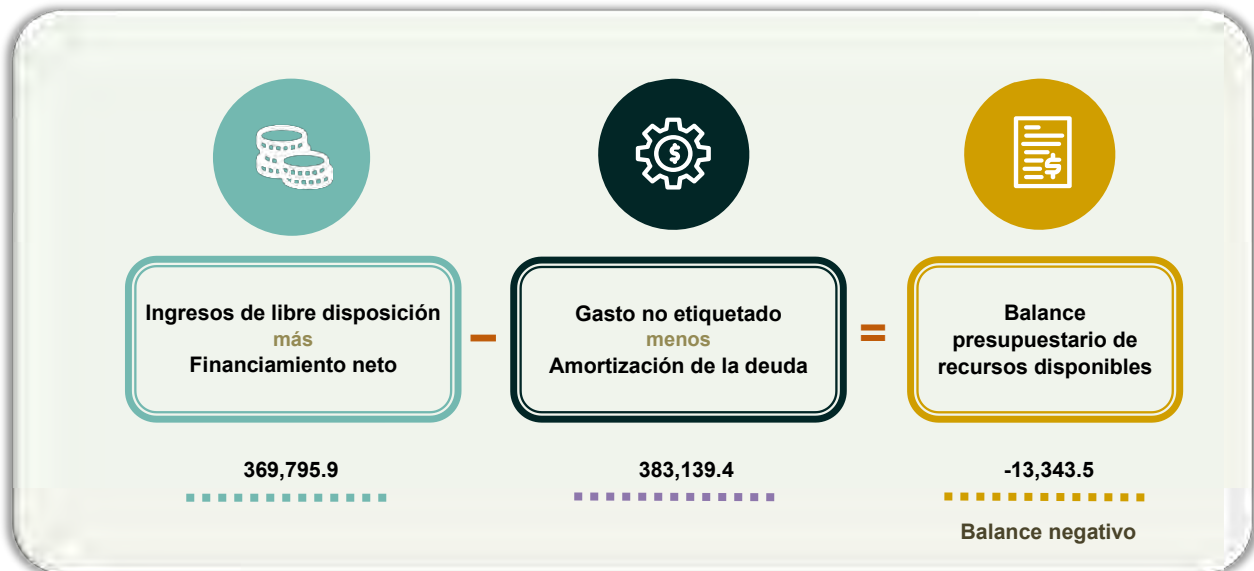 Ingresos de libre disposición
más
Financiamiento neto
–
Gasto no etiquetado
menos
Amortización de la deuda
=
Balance
presupuestario de
recursos disponibles
369,795.9
383,139.4
-13,343.5
Balance negativo